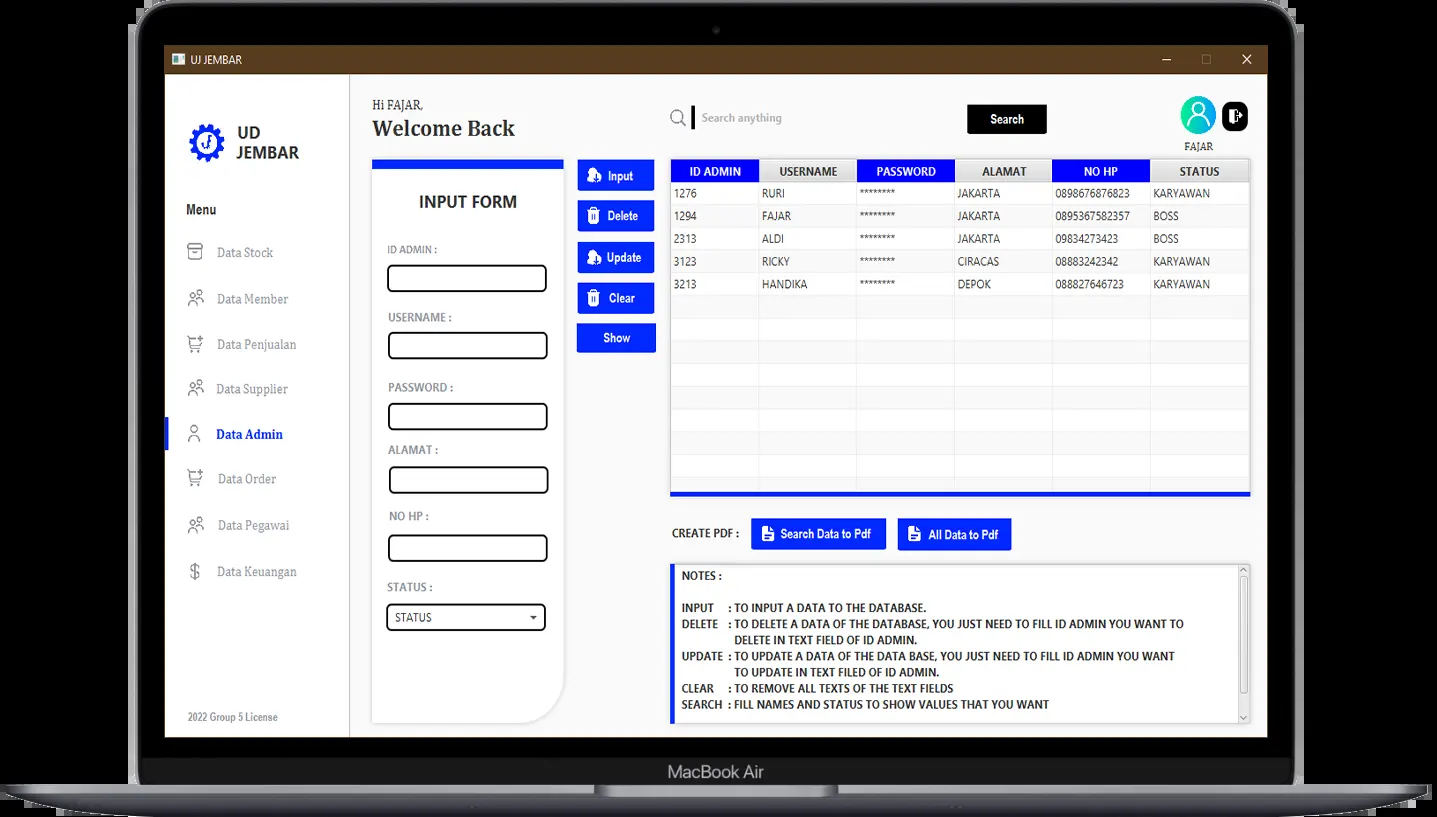 UJ JEMBAR
UD
JEMBAR
Menu
Data Stock
Data Member
Data Penjualan
Data Supplier
Data Admin
Data Order
Data Pegawai
Data Keuangan
2022 Group 5 License
Hi FAJAR,
Welcome Back
Search anything
Search
FAJAR
INPUT FORM
ID ADMIN :
USERNAME :
PASSWORD :
ALAMAT :
NO HP :
STATUS :
STATUS
Input
Delete
Update
Clear
Show
ID ADMIN USERNAME PASSWORD ALAMAT NO HP STATUS
1276 RURI ******** JAKARTA 0898676876823 KARYAWAN
1294 FAJAR ******** JAKARTA 0895367582357 BOSS
2313 ALDI ******** JAKARTA 09834273423 BOSS
3123 RICKY ******** CIRACAS 08883242342 KARYAWAN
3213 HANDIKA ******** DEPOK 088827646723 KARYAWAN
CREATE PDF : Search Data to Pdf All Data to Pdf
NOTES :
INPUT : TO INPUT A DATA TO THE DATABASE.
DELETE : TO DELETE A DATA OF THE DATABASE, YOU JUST NEED TO FILL ID ADMIN YOU WANT TO
DELETE IN TEXT FIELD OF ID ADMIN.
UPDATE : TO UPDATE A DATA OF THE DATA BASE, YOU JUST NEED TO FILL ID ADMIN YOU WANT
TO UPDATE IN TEXT FILED OF ID ADMIN.
CLEAR : TO REMOVE ALL TEXTS OF THE TEXT FIELDS
SEARCH : FILL NAMES AND STATUS TO SHOW VALUES THAT YOU WANT
MacBook Air